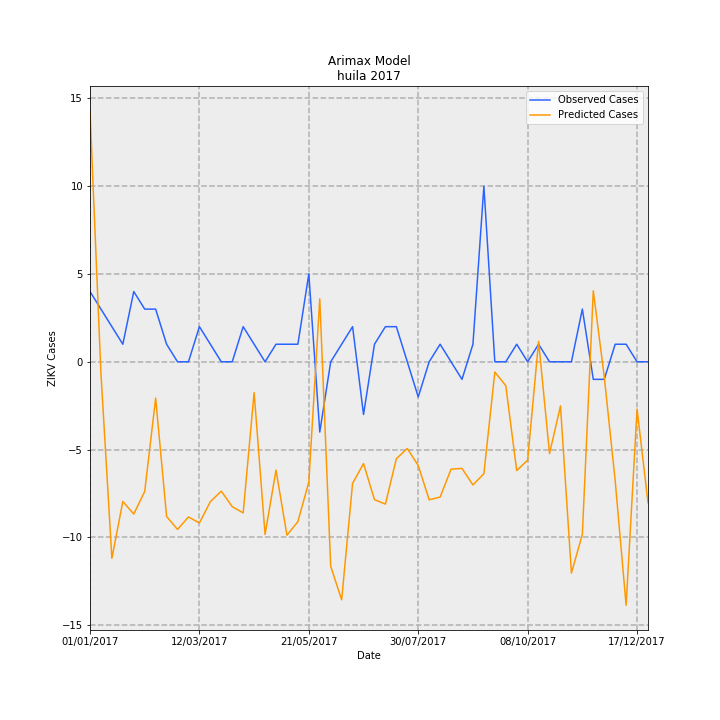 Arimax Model
huila 2017
Observed Cases
Predicted Cases
15
10
5
0
−5
−10
−15
ZIKV Cases
01/01/2017 12/03/2017 21/05/2017 30/07/2017 08/10/2017 17/12/2017
Date